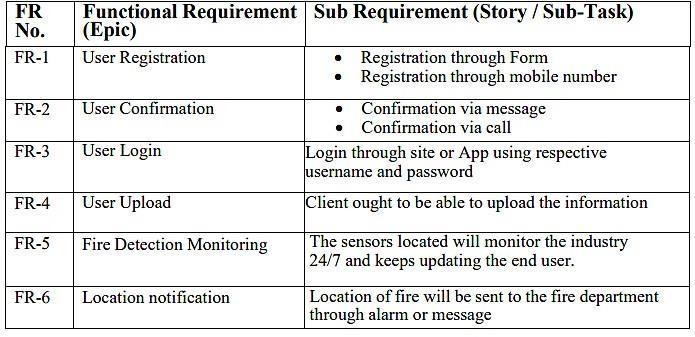 FR No. Functional Requirement (Epic) Sub Requirement (Story / Sub-Task)
FR-1 User Registration • Registration through Form
• Registration through mobile number
FR-2 User Confirmation • Confirmation via message
• Confirmation via call
FR-3 User Login Login through site or App using respective
username and password
FR-4 User Upload Client ought to be able to upload the information
FR-5 Fire Detection Monitoring The sensors located will monitor the industry
24/7 and keeps updating the end user.
FR-6 Location notification Location of fire will be sent to the fire department
through alarm or message